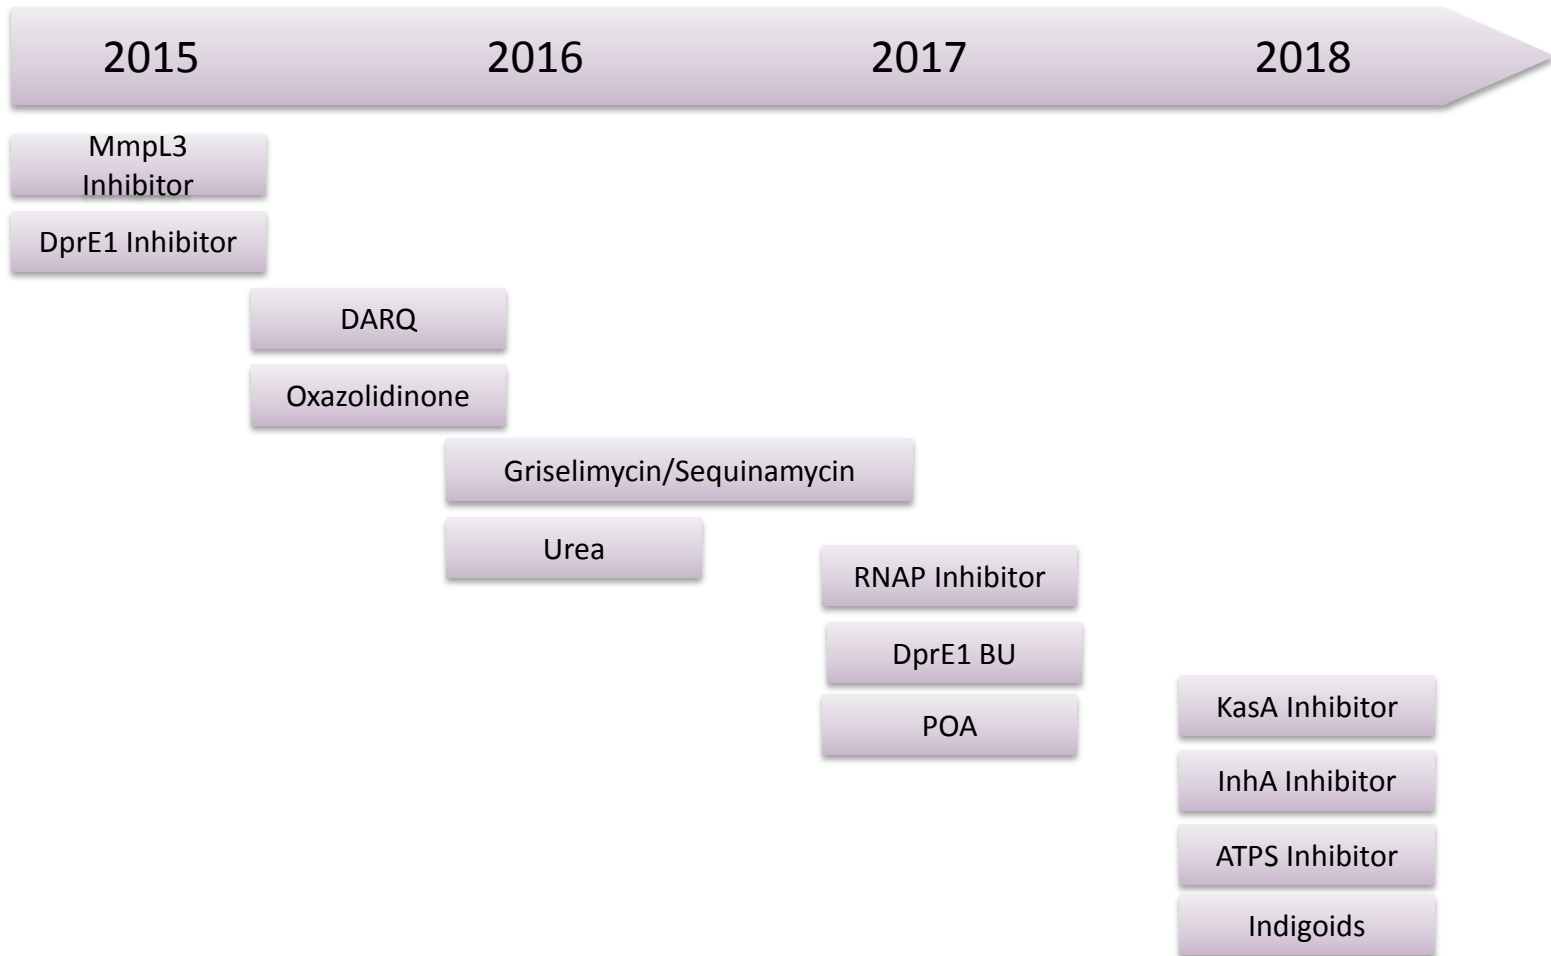 2015 2016 2017 2018
MmpL3
Inhibitor
DprE1 Inhibitor
DARQ
Oxazolidinone
Griselimycin/Sequinamycin
Urea
RNAP Inhibitor
DprE1 BU
POA
KasA Inhibitor
InhA Inhibitor
ATPS Inhibitor
Indigoids